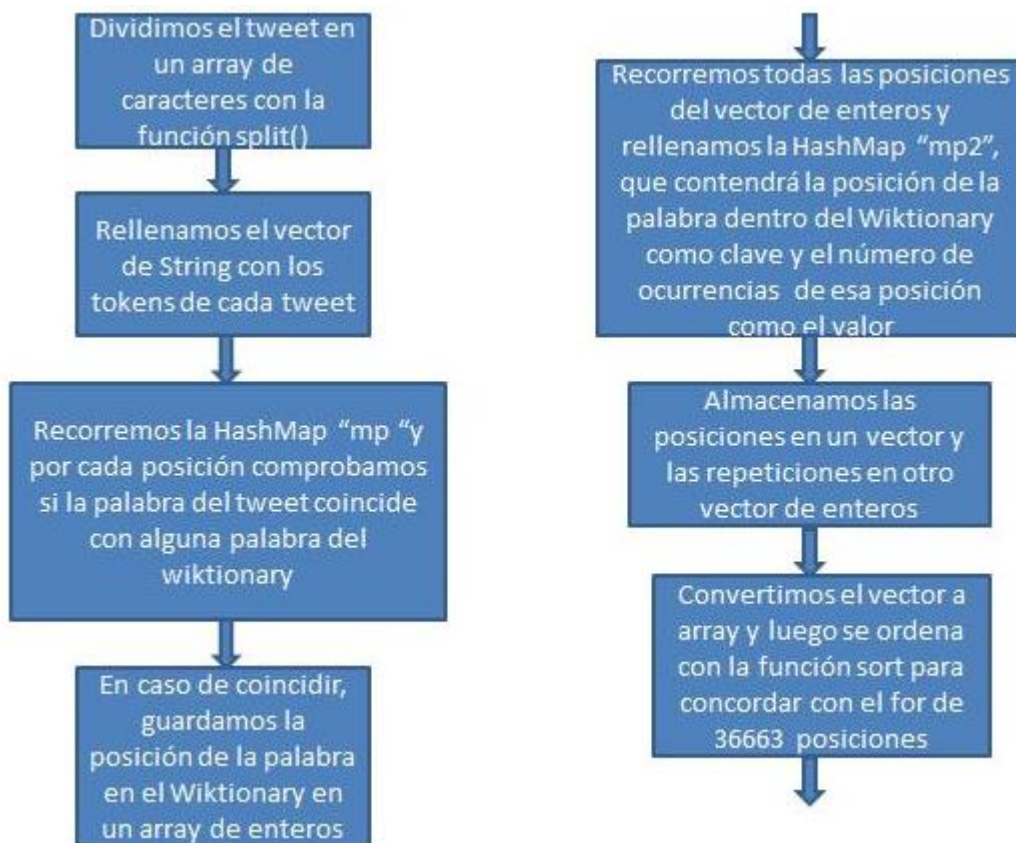 Dividimos el tweet en
un array de
caracteres con la
función split()
Rellenamos el vector
de String con los
tokens de cada tweet
Recorremos la HashMap “mp “y
por cada posición comprobamos
si la palabra del tweet coincide
con alguna palabra del
wiktionary
En caso de coincidir,
guardamos la
posición de la palabra
en el Wiktionary en
un array de enteros
Recorremos todas las posiciones
del vector de enteros y
rellenamos la HashMap “mp2”,
que contendrá la posición de la
palabra dentro del Wiktionary
como clave y el número de
ocurrencias de esa posición
como el valor
Almacenamos las
posiciones en un vector y
las repeticiones en otro
vector de enteros
Convertimos el vector a
array y luego se ordena
con la función sort para
concordar con el for de
36663 posiciones